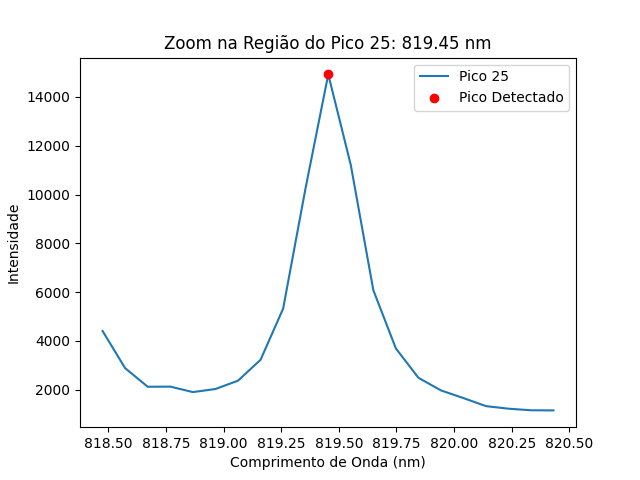 Zoom na Região do Pico 25: 819.45 nm
Pico 25
Pico Detectado
Intensidade
14000
12000
10000
8000
6000
4000
2000
818.50 818.75 819.00 819.25 819.50 819.75 820.00 820.25 820.50
Comprimento de Onda (nm)